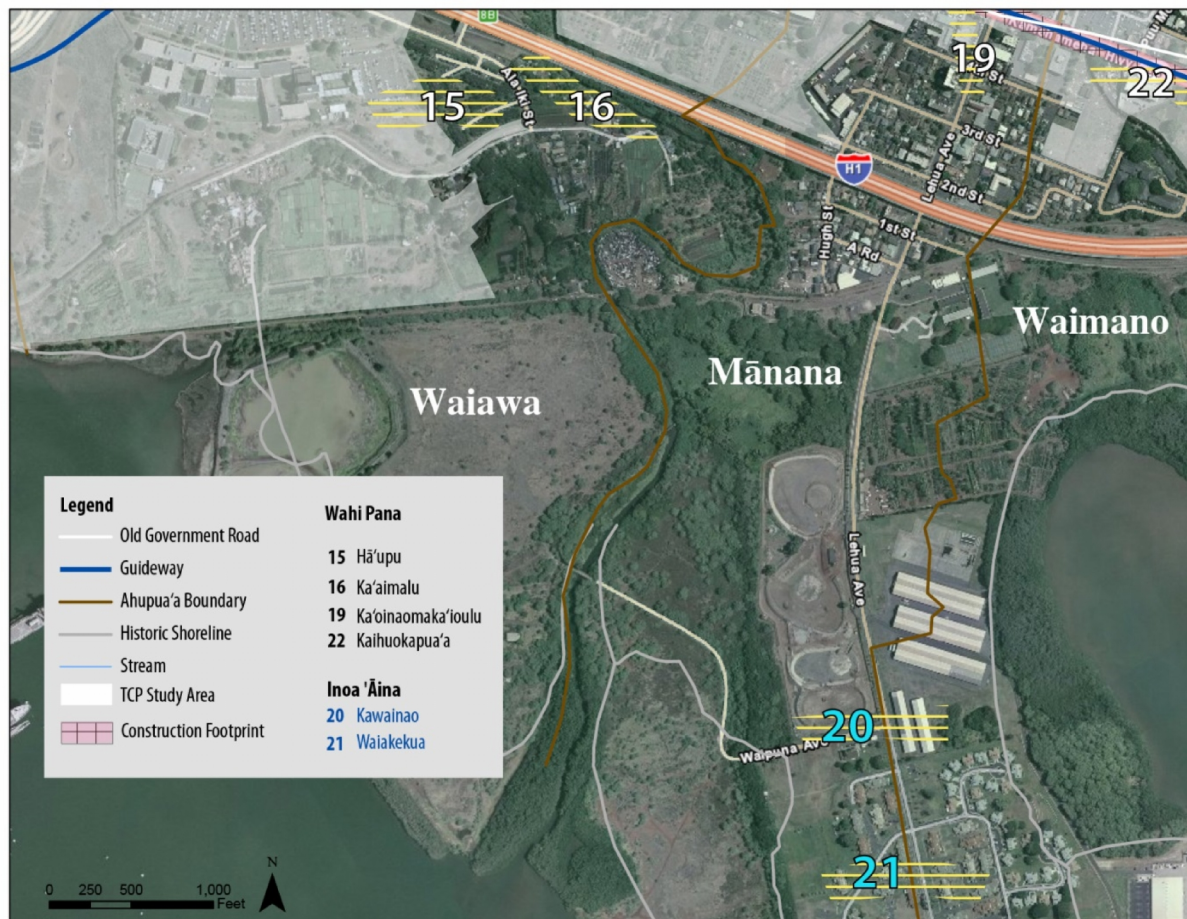 8B
15
Ala‘Iki St
16
19
St
22
3rd St
Lehua Ave
2nd St
H1
Hugh St
1st St
A Rd
Waimano
Mānana
Waiawa
Legend
Old Government Road
Guideway
Ahupua‘a Boundary
Historic Shoreline
Stream
TCP Study Area
Construction Footprint
Wahi Pana
15 Hā‘upu
16 Ka‘aimalu
19 Ka‘oinaomaka‘ioulu
22 Kaihuokapua‘a
Inoa 'Āina
20 Kawainao
21 Waiakekua
Lehua Ave
20
Waipuna Ave
21
N
0 250 500 1,000
Feet